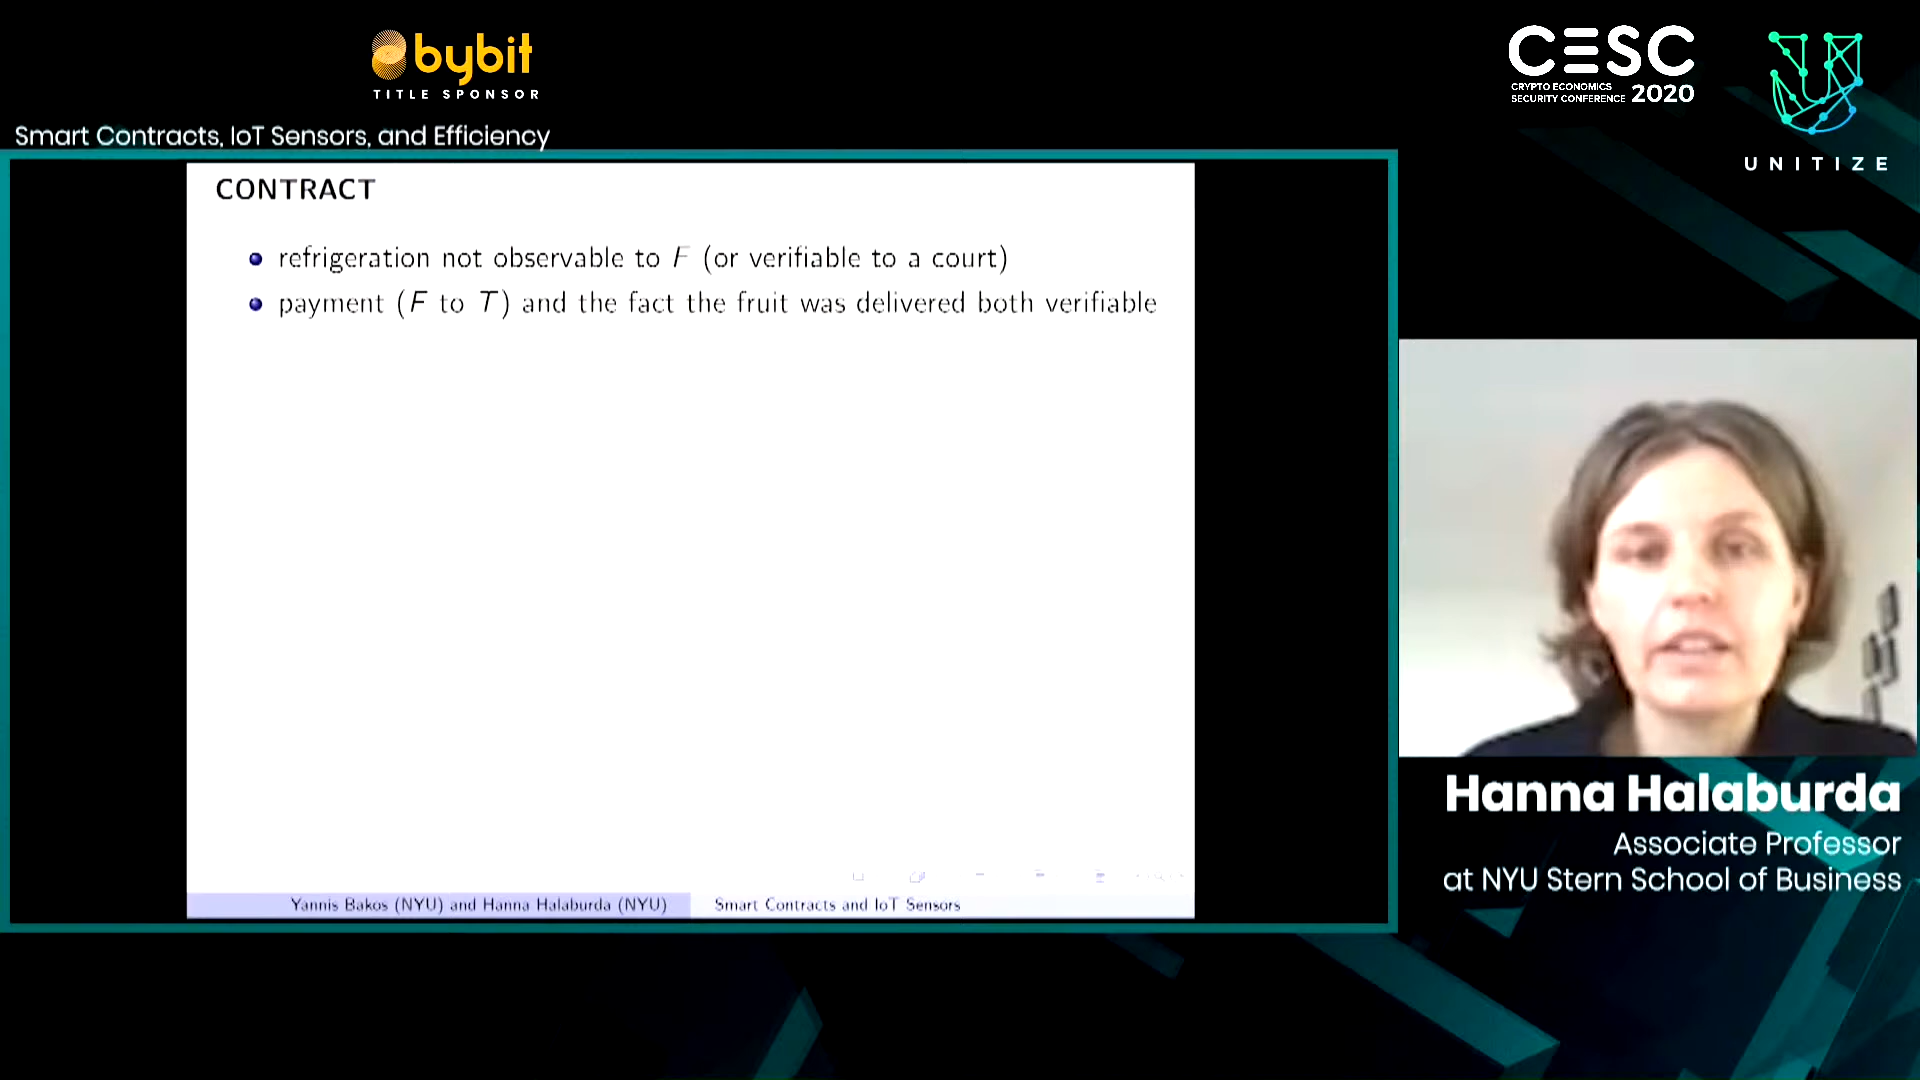 bybit
TITLE SPONSOR
CESC
CRYPTO ECONOMICS
SECURITY CONFERENCE 2020
UNITIZE
Smart Contracts, IoT Sensors, and Efficiency
CONTRACT
refrigeration not observable to F (or verifiable to a court)
payment (F to T) and the fact the fruit was delivered both verifiable
Yannis Bakos (NYU) and Hanna Halaburda (NYU)
Smart Contracts and IoT Sensors
Hanna Halaburda
Associate Professor
at NYU Stern School of Business